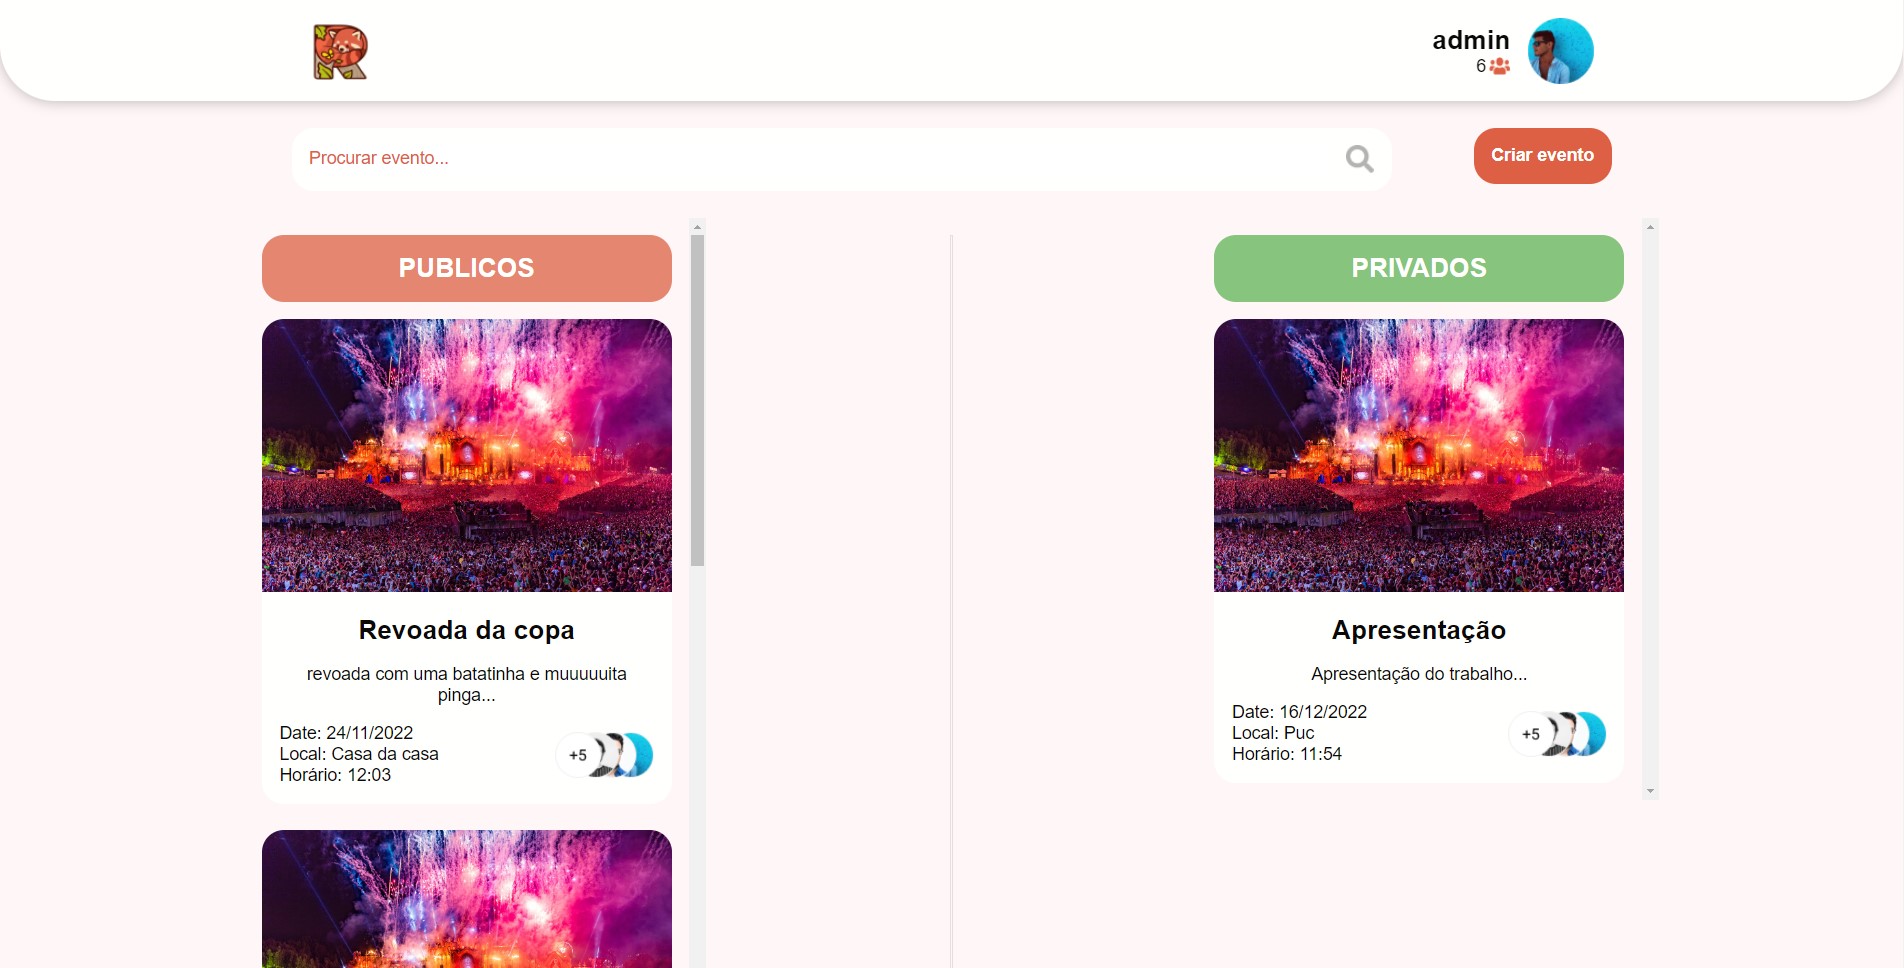 R
admin
6
Procurar evento...
Criar evento
PUBLICOS
Revoada da copa
revoada com uma batatinha e muuuuuita
pinga...
Date: 24/11/2022
Local: Casa da casa
Horário: 12:03
+5
PRIVADOS
Apresentação
Apresentação do trabalho...
Date: 16/12/2022
Local: Puc
Horário: 11:54
+5